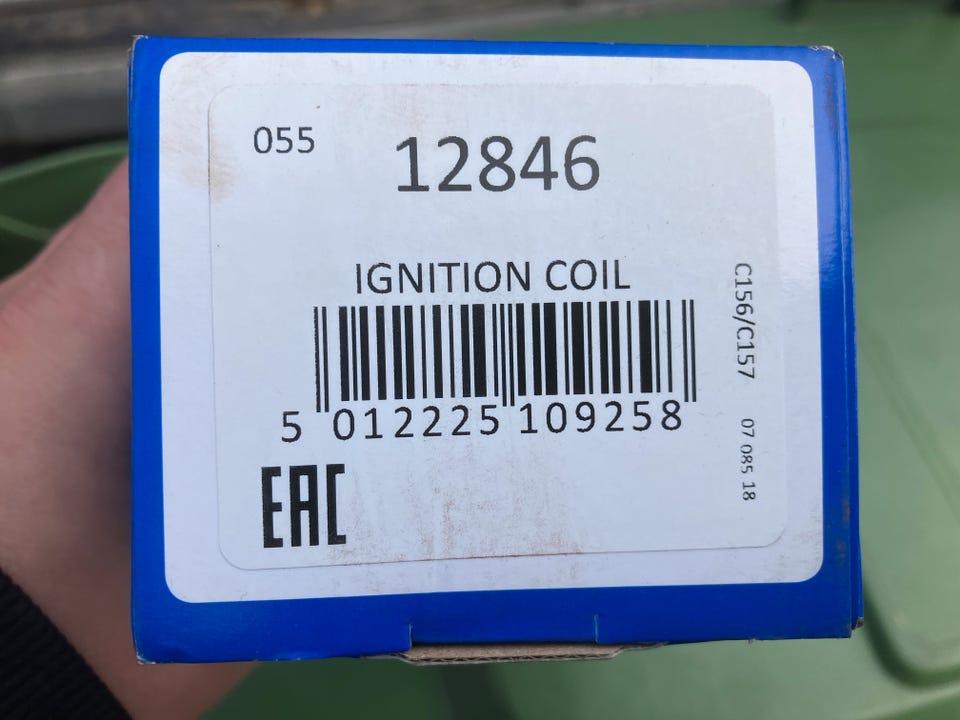 055
12846
IGNITION COIL
5 012225 109258
EAC
C156/C157
07 085 18